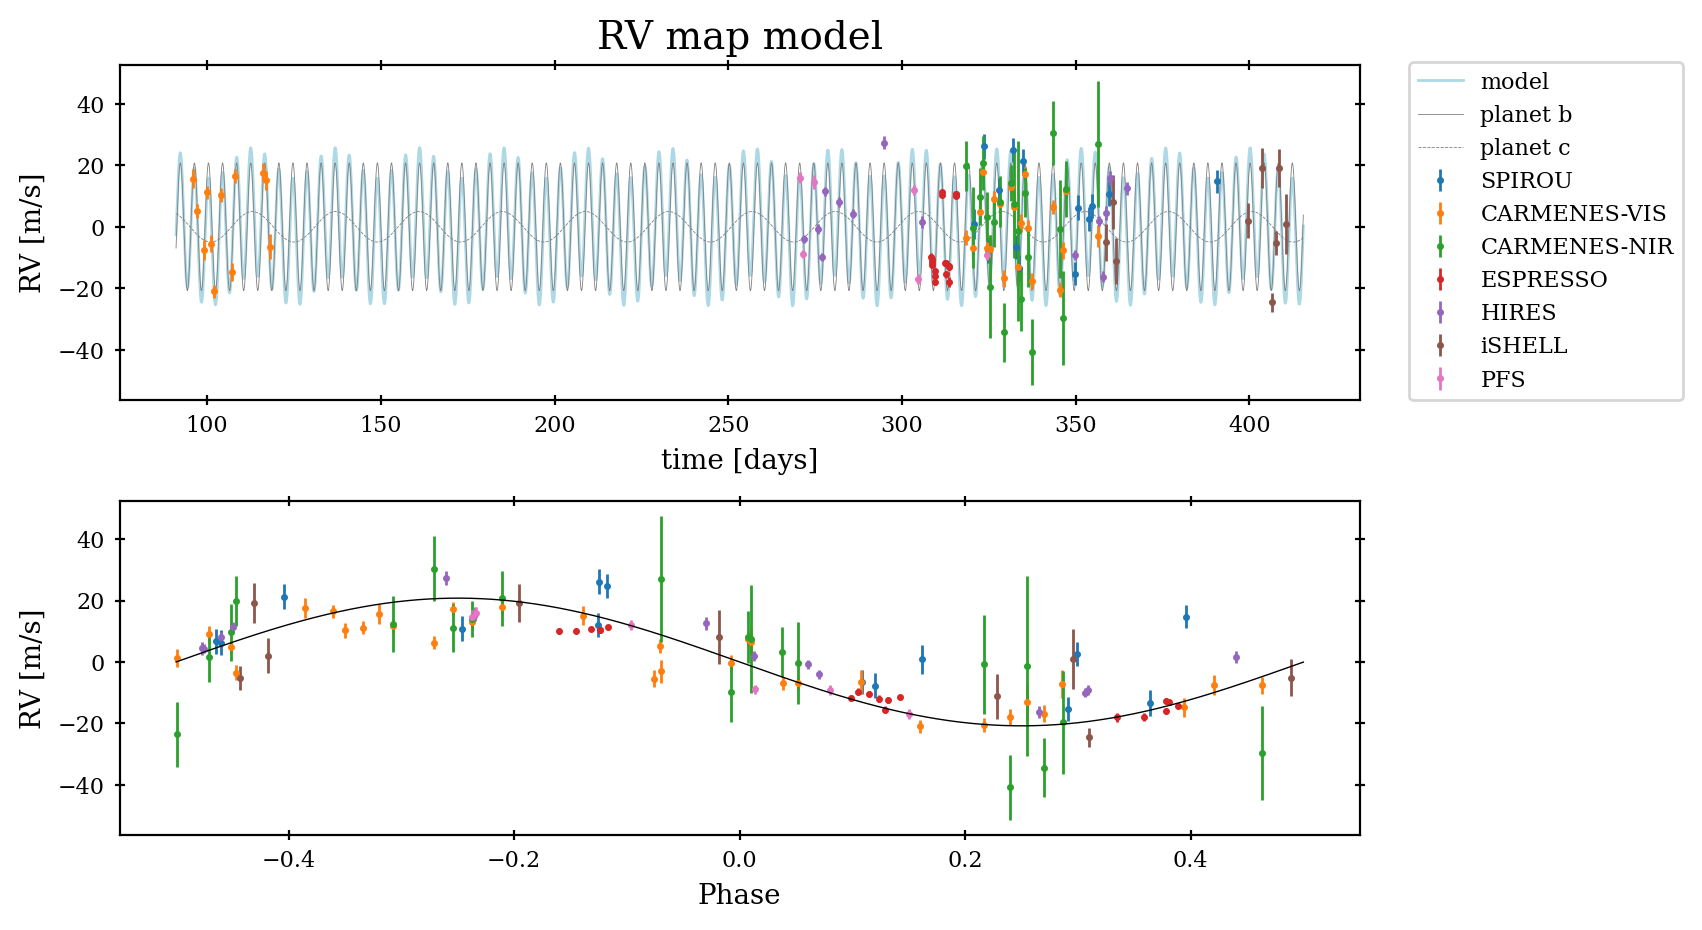 RV map model
RV [m/s]
40
20
0
−20
−40
100 150 200 250 300 350 400
time [days]
model
planet b
planet c
SPIROU
CARMENES-VIS
CARMENES-NIR
ESPRESSO
HIRES
iSHELL
PFS
RV [m/s]
40
20
0
−20
−40
−0.4 −0.2 0.0 0.2 0.4
Phase